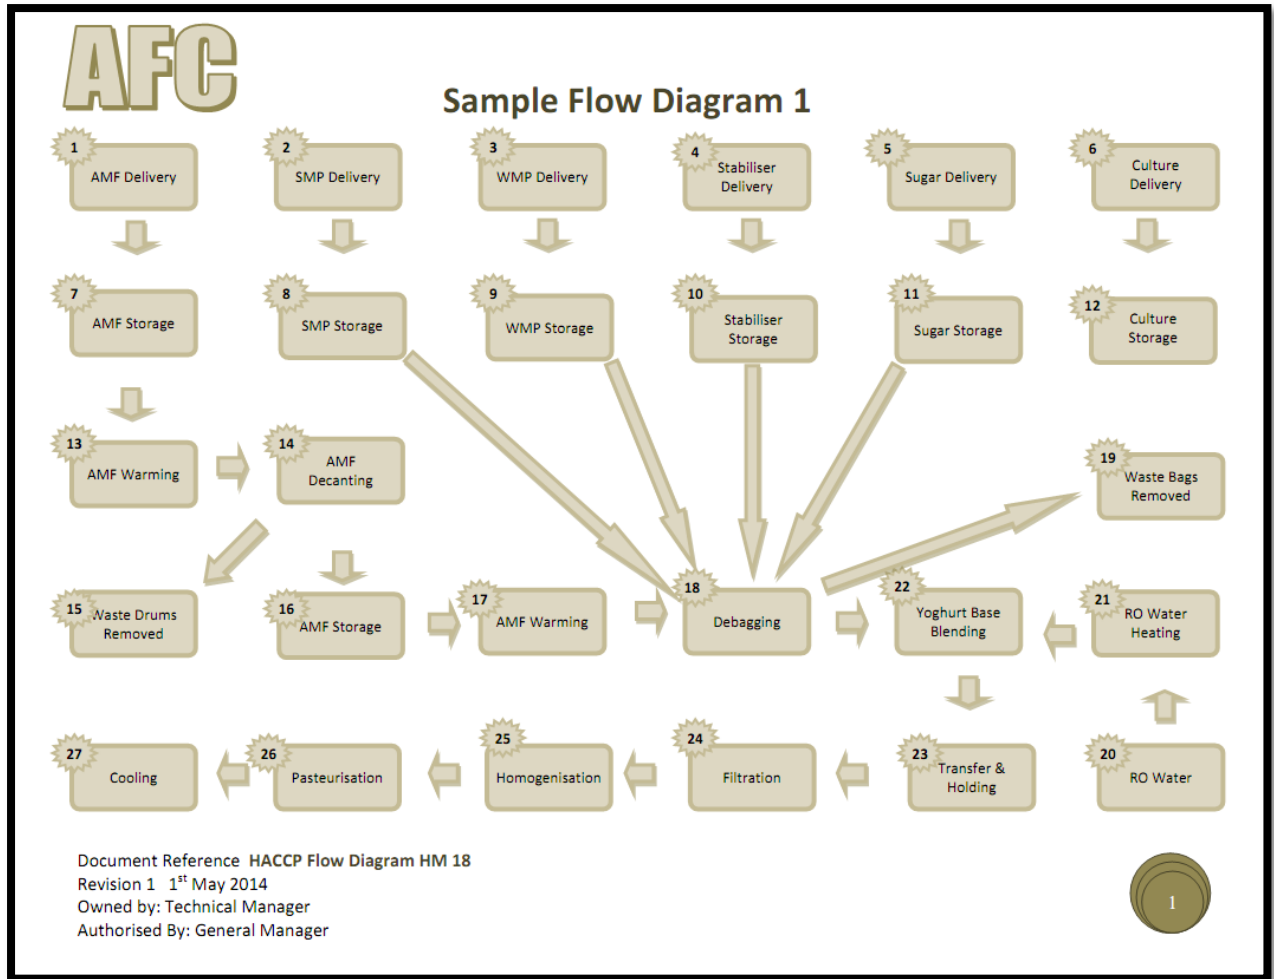 AFC
Sample Flow Diagram 1
1
AMF Delivery
2
SMP Delivery
3
WMP Delivery
4
Stabiliser
Delivery
5
Sugar Delivery
6
Culture
Delivery
7
AMF Storage
8
SMP Storage
9
WMP Storage
10
Stabiliser
Storage
11
Sugar Storage
12
Culture
Storage
13
AMF Warming
14
AMF
Decanting
19
Waste Bags
Removed
15
Waste Drums
Removed
16
AMF Storage
17
AMF Warming
18
Debagging
22
Yoghurt Base
Blending
21
RO Water
Heating
27
Cooling
26
Pasteurisation
25
Homogenisation
24
Filtration
23
Transfer &
Holding
20
RO Water
Document Reference HACCP Flow Diagram HM 18
Revision 1 1st May 2014
Owned by: Technical Manager
Authorised By: General Manager
1